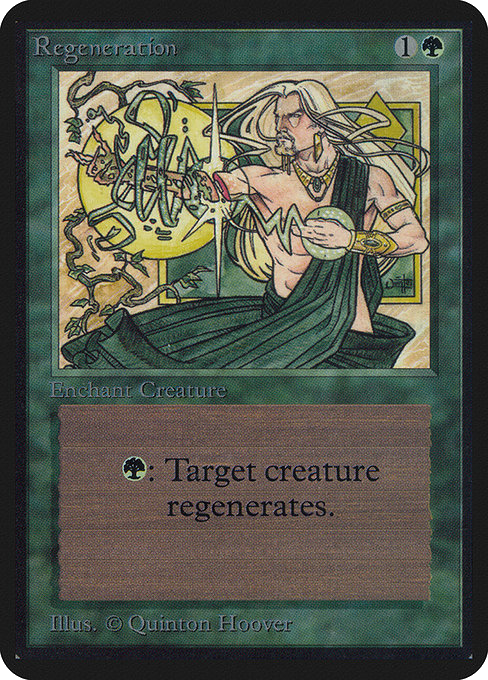 Regeneration 1
Enchant Creature
: Target creature
regenerates.
Illus. © Quinton Hoover